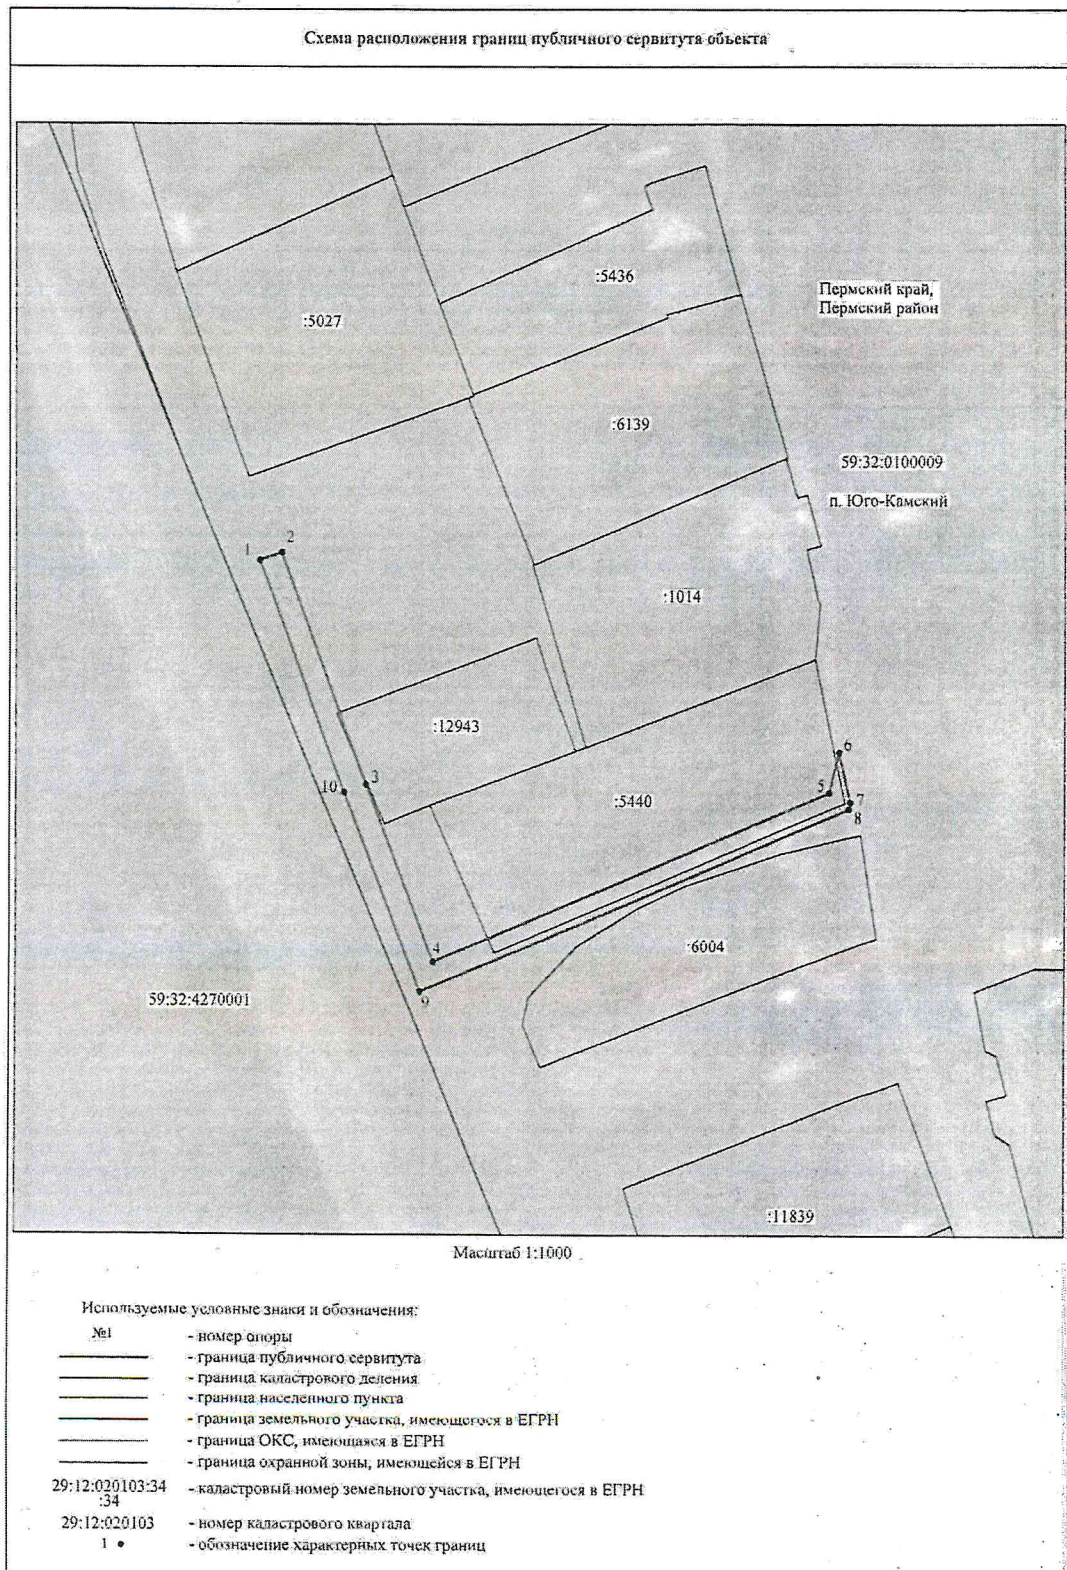 Схема расположения границ публичного сервитута объекта
:5436
Пермский край,
Пермский район
:5027
:6139
59:32:0100009
п. Юго-Камский
1
2
:1014
:12943
6
3
10
5
:5440
7
8
4
:6004
9
59:32:4270001
:11839
Масштаб 1:1000
Используемые условные знаки и обозначения:
№1 - номер опоры
- граница публичного сервитута
- граница кадастрового деления
- граница населенного пункта
- граница земельного участка, имеющегося в ЕГРН
- граница ОКС, имеющаяся в ЕГРН
- граница охранной зоны, имеющейся в ЕГРН
29:12:020103:34 - кадастровый номер земельного участка, имеющегося в ЕГРН
:34
29:12:020103 - номер кадастрового квартала
1 - обозначение характерных точек границ